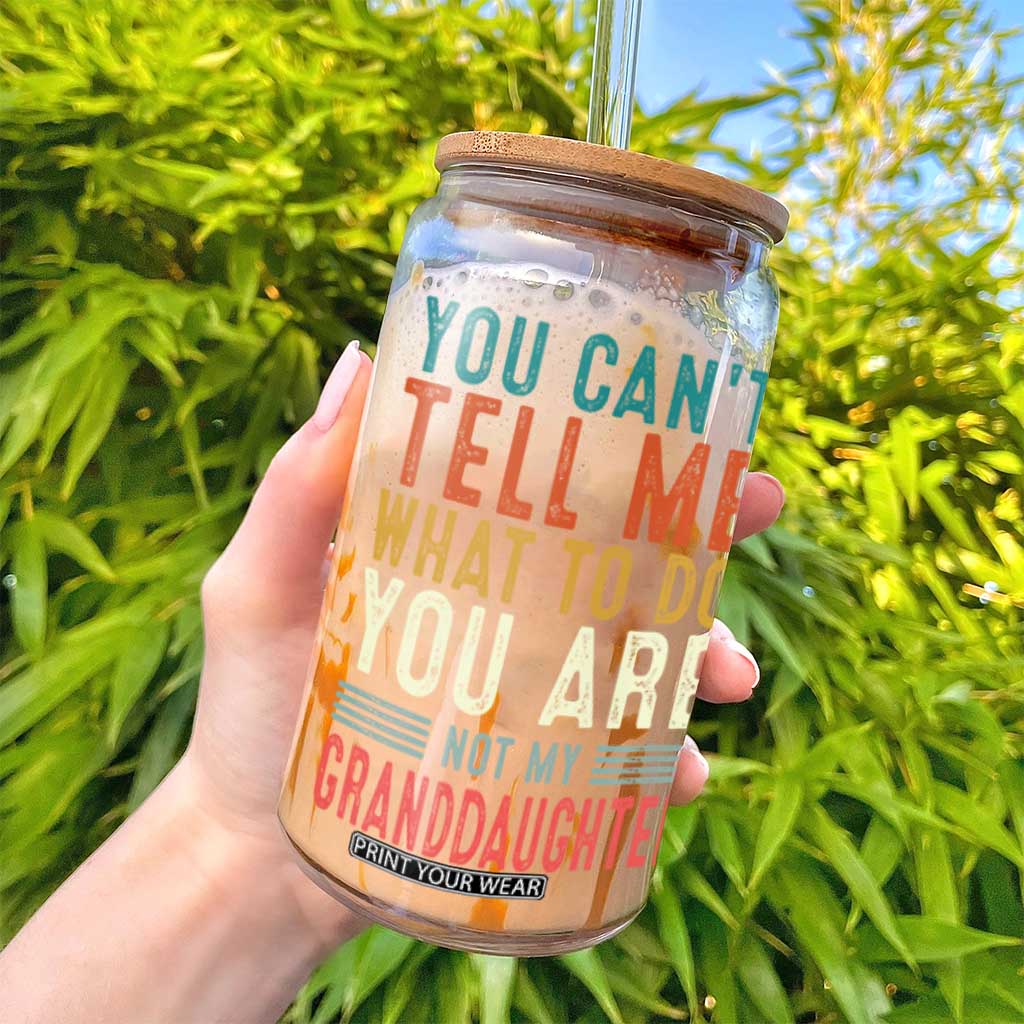 YOU CAN'T
TELL ME
WHAT TO DO
YOU ARE
NOT MY
GRANDDAUGHTER
PRINT YOUR WEAR